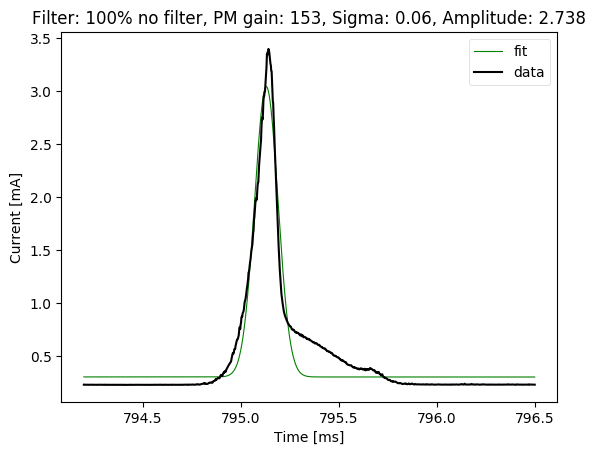 Filter: 100% no filter, PM gain: 153, Sigma: 0.06, Amplitude: 2.738
fit
data
3.5
3.0
2.5
2.0
1.5
1.0
0.5
Current [mA]
794.5 795.0 795.5 796.0 796.5
Time [ms]